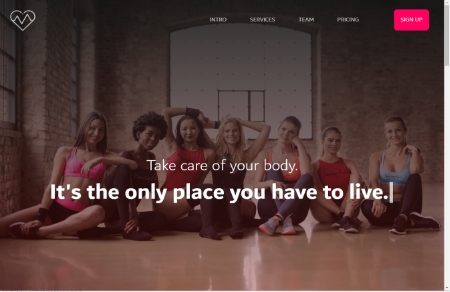 INTRO
SERVICES
TEAM
PRICING
SIGN UP
Take care of your body.
It's the only place you have to live.|